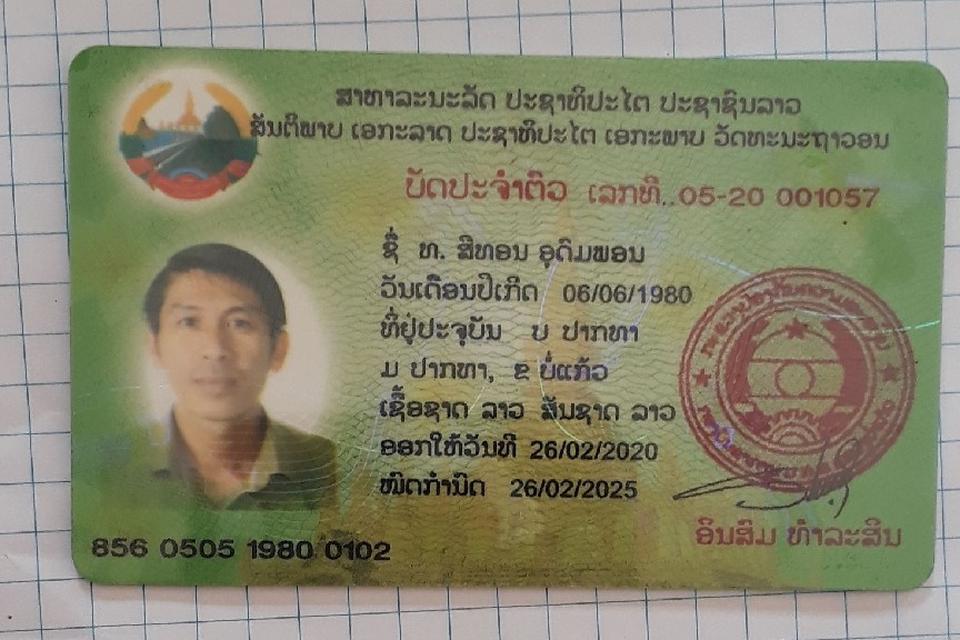 ສາທາລະນະລັດ ປະຊາທິປະໄຕ ປະຊາຊົນລາວ
ສັນຕິພາບ ເອກະລາດ ປະຊາທິປະໄຕ ເອກະພາບ ວັດທະນະຖາວອນ
ບັດປະຈໍາຕົວ ເລກທີ..05-20 001057
ຊື່ ທ. ສີທອນ ອຸດົມພອນ
ວັນເດືອນປີເກີດ 06/06/1980
ທີ່ຢູ່ປະຈຸບັນ ບ ປາກທາ
ມ ປາກທາ, ຂ ບໍ່ແກ້ວ
ເຊື້ອຊາດ ລາວ ສັນຊາດ ລາວ
ອອກໃຫ້ວັນທີ 26/02/2020
ໝົດກຳນົດ 26/02/2025
ອິນສົມ ທຳລະສິນ
856 0505 1980 0102